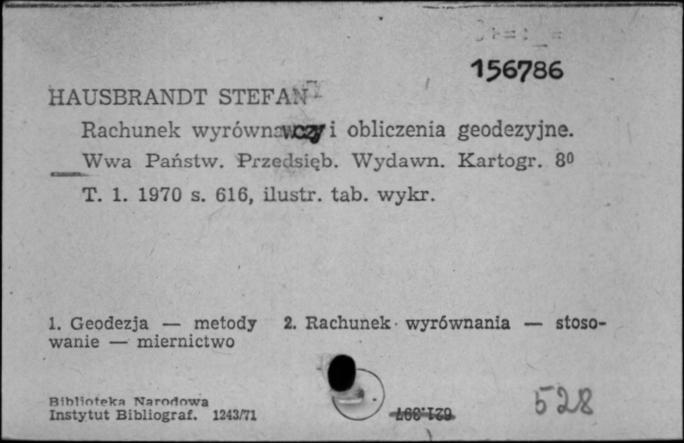 156786
HAUSBRANDT STEFAN
Rachunek wyrównawczy i obliczenia geodezyjne.
Wwa Państw. Przedsięb. Wydawn. Kartogr. 8⁰
T. 1. 1970 s. 616, ilustr. tab. wykr.
1. Geodezja — metody 2. Rachunek wyrównania — stoso-
wanie — miernictwo
Biblioteka Narodowa
Instytut Bibliograf. 1243/71
528